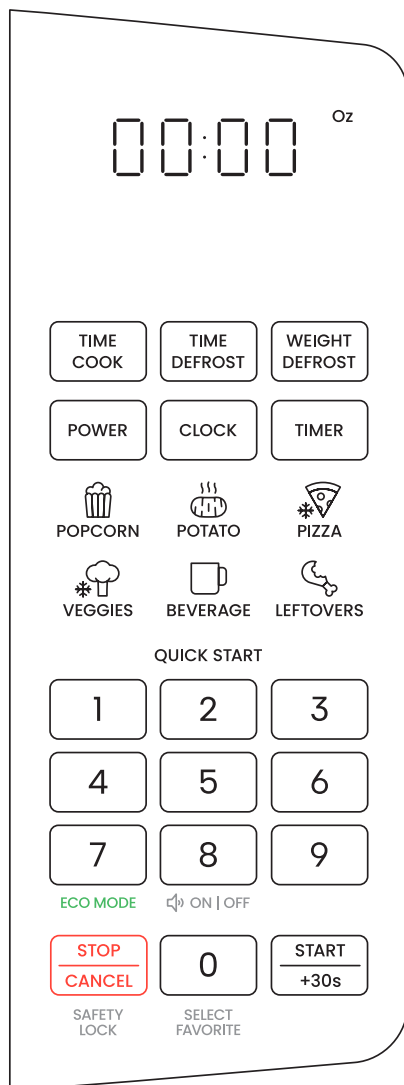 00:00
Oz
TIME COOK
TIME DEFROST
WEIGHT DEFROST
POWER
CLOCK
TIMER
POPCORN
POTATO
PIZZA
VEGGIES
BEVERAGE
LEFTOVERS
QUICK START
1
2
3
4
5
6
7
8
9
ECO MODE
ON | OFF
STOP
CANCEL
0
START
+30s
SAFETY LOCK
SELECT FAVORITE